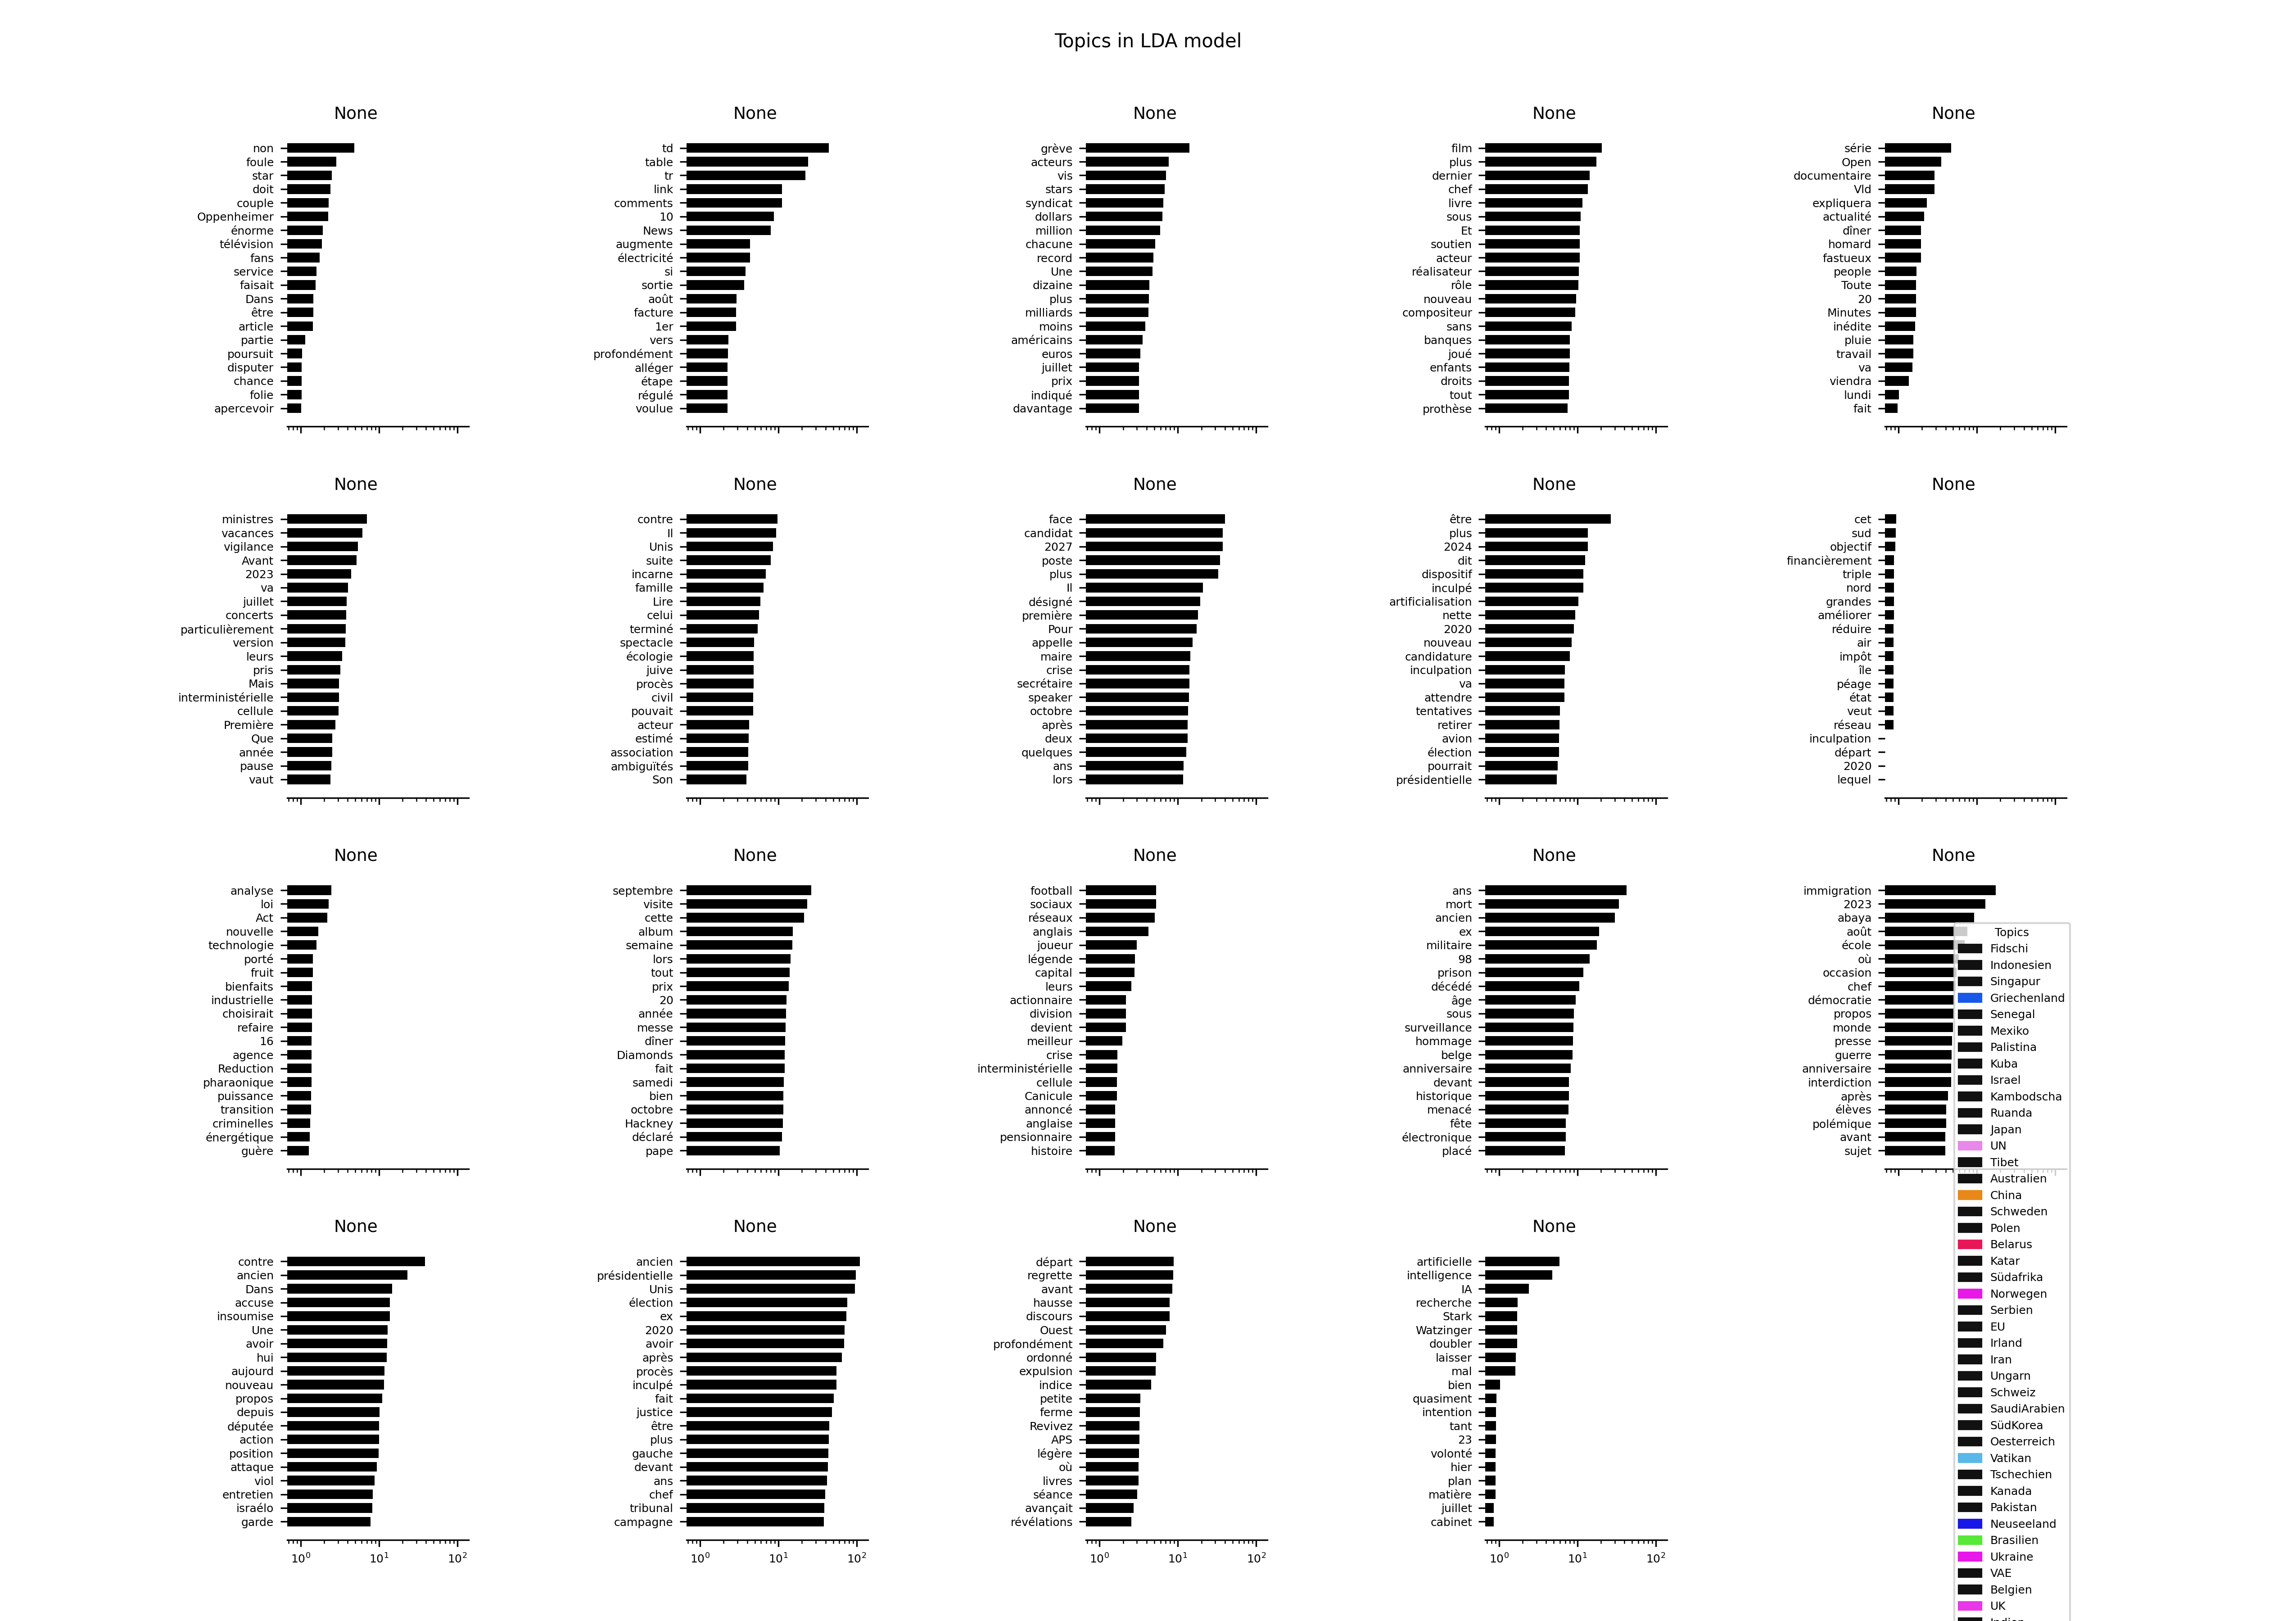 Topics in LDA model
None
non
foule
star
doit
couple
Oppenheimer
énorme
télévision
fans
service
faisait
Dans
être
article
partie
poursuit
disputer
chance
folie
apercevoir
None
td
table
tr
link
comments
10
News
augmente
électricité
si
sortie
août
facture
1er
vers
profondément
alléger
étape
régulé
voulue
None
grève
acteurs
vis
stars
syndicat
dollars
million
chacune
record
Une
dizaine
plus
milliards
moins
américains
euros
juillet
prix
indiqué
davantage
None
film
plus
dernier
chef
livre
sous
Et
soutien
acteur
réalisateur
rôle
nouveau
compositeur
sans
banques
joué
enfants
droits
tout
prothèse
None
série
Open
documentaire
Vld
expliquera
actualité
dîner
homard
fastueux
people
Toute
20
Minutes
inédite
pluie
travail
va
viendra
lundi
fait
None
ministres
vacances
vigilance
Avant
2023
va
juillet
concerts
particulièrement
version
leurs
pris
Mais
interministérielle
cellule
Première
Que
année
pause
vaut
None
contre
Il
Unis
suite
incarne
famille
Lire
celui
terminé
spectacle
écologie
juive
procès
civil
pouvait
acteur
estimé
association
ambiguïtés
Son
None
face
candidat
2027
poste
plus
Il
désigné
première
Pour
appelle
maire
crise
secrétaire
speaker
octobre
après
deux
quelques
ans
lors
None
être
plus
2024
dit
dispositif
inculpé
artificialisation
nette
2020
nouveau
candidature
inculpation
va
attendre
tentatives
retirer
avion
élection
pourrait
présidentielle
None
cet
sud
objectif
financièrement
triple
nord
grandes
améliorer
réduire
air
impôt
île
péage
état
veut
réseau
inculpation
départ
2020
lequel
None
analyse
loi
Act
nouvelle
technologie
porté
fruit
bienfaits
industrielle
choisirait
refaire
16
agence
Reduction
pharaonique
puissance
transition
criminelles
énergétique
guère
None
septembre
visite
cette
album
semaine
lors
tout
prix
20
année
messe
dîner
Diamonds
fait
samedi
bien
octobre
Hackney
déclaré
pape
None
football
sociaux
réseaux
anglais
joueur
légende
capital
leurs
actionnaire
division
devient
meilleur
crise
interministérielle
cellule
Canicule
annoncé
anglaise
pensionnaire
histoire
None
ans
mort
ancien
ex
militaire
98
prison
décédé
âge
sous
surveillance
hommage
belge
anniversaire
devant
historique
menacé
fête
électronique
placé
None
immigration
2023
abaya
août
école
où
occasion
chef
démocratie
propos
monde
presse
guerre
anniversaire
interdiction
après
élèves
polémique
avant
sujet
Topics
Fidschi
Indonesien
Singapur
Griechenland
Senegal
Mexiko
Palistina
Kuba
Israel
Kambodscha
Ruanda
Japan
UN
Tibet
Australien
China
Schweden
Polen
Belarus
Katar
Südafrika
Norwegen
Serbien
EU
Irland
Iran
Ungarn
Schweiz
SaudiArabien
SüdKorea
Oesterreich
Vatikan
Tschechien
Kanada
Pakistan
Neuseeland
Brasilien
Ukraine
VAE
Belgien
UK
None
contre
ancien
Dans
accuse
insoumise
Une
avoir
hui
aujourd
nouveau
propos
depuis
députée
action
position
attaque
viol
entretien
israélo
garde
10⁰ 10¹ 10²
None
ancien
présidentielle
Unis
élection
ex
2020
avoir
après
procès
inculpé
fait
justice
être
plus
gauche
devant
ans
chef
tribunal
campagne
10⁰ 10¹ 10²
None
départ
regrette
avant
hausse
discours
Ouest
profondément
ordonné
expulsion
indice
petite
ferme
Revivez
APS
légère
où
livres
séance
avançait
révélations
10⁰ 10¹ 10²
None
artificielle
intelligence
IA
recherche
Stark
Watzinger
doubler
laisser
mal
bien
quasiment
intention
tant
23
volonté
hier
plan
matière
juillet
cabinet
10⁰ 10¹ 10²